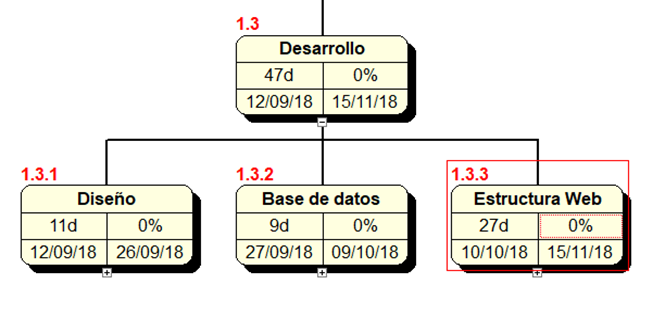 1.3
Desarrollo
47d 0%
12/09/18 15/11/18
1.3.1 1.3.2 1.3.3
Diseño Base de datos Estructura Web
11d 0% 9d 0% 27d 0%
12/09/18 26/09/18 27/09/18 09/10/18 10/10/18 15/11/18